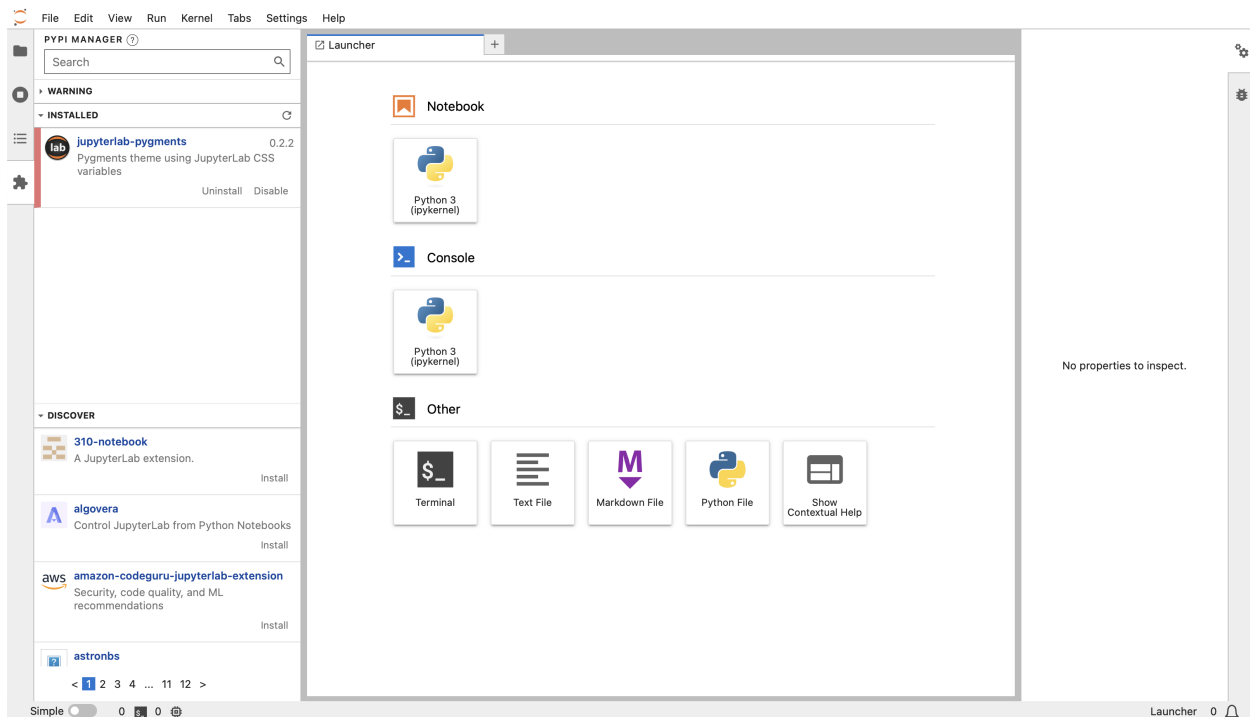 File Edit View Run Kernel Tabs Settings Help
PYPI MANAGER ?
Search
WARNING
INSTALLED
lab
jupyterlab-pygments 0.2.2
Pygments theme using JupyterLab CSS
variables
Uninstall Disable
DISCOVER
310-notebook
A JupyterLab extension.
Install
algovera
Control JupyterLab from Python Notebooks
Install
aws
amazon-codeguru-jupyterlab-extension
Security, code quality, and ML
recommendations
Install
?
astronbs
< 1 2 3 4 ... 11 12 >
Launcher +
Notebook
Python 3
(ipykernel)
Console
Python 3
(ipykernel)
$_ Other
$_
Terminal
Text File
M
Markdown File
Python File
Show
Contextual Help
No properties to inspect.
Simple 0 $_ 0
Launcher 0